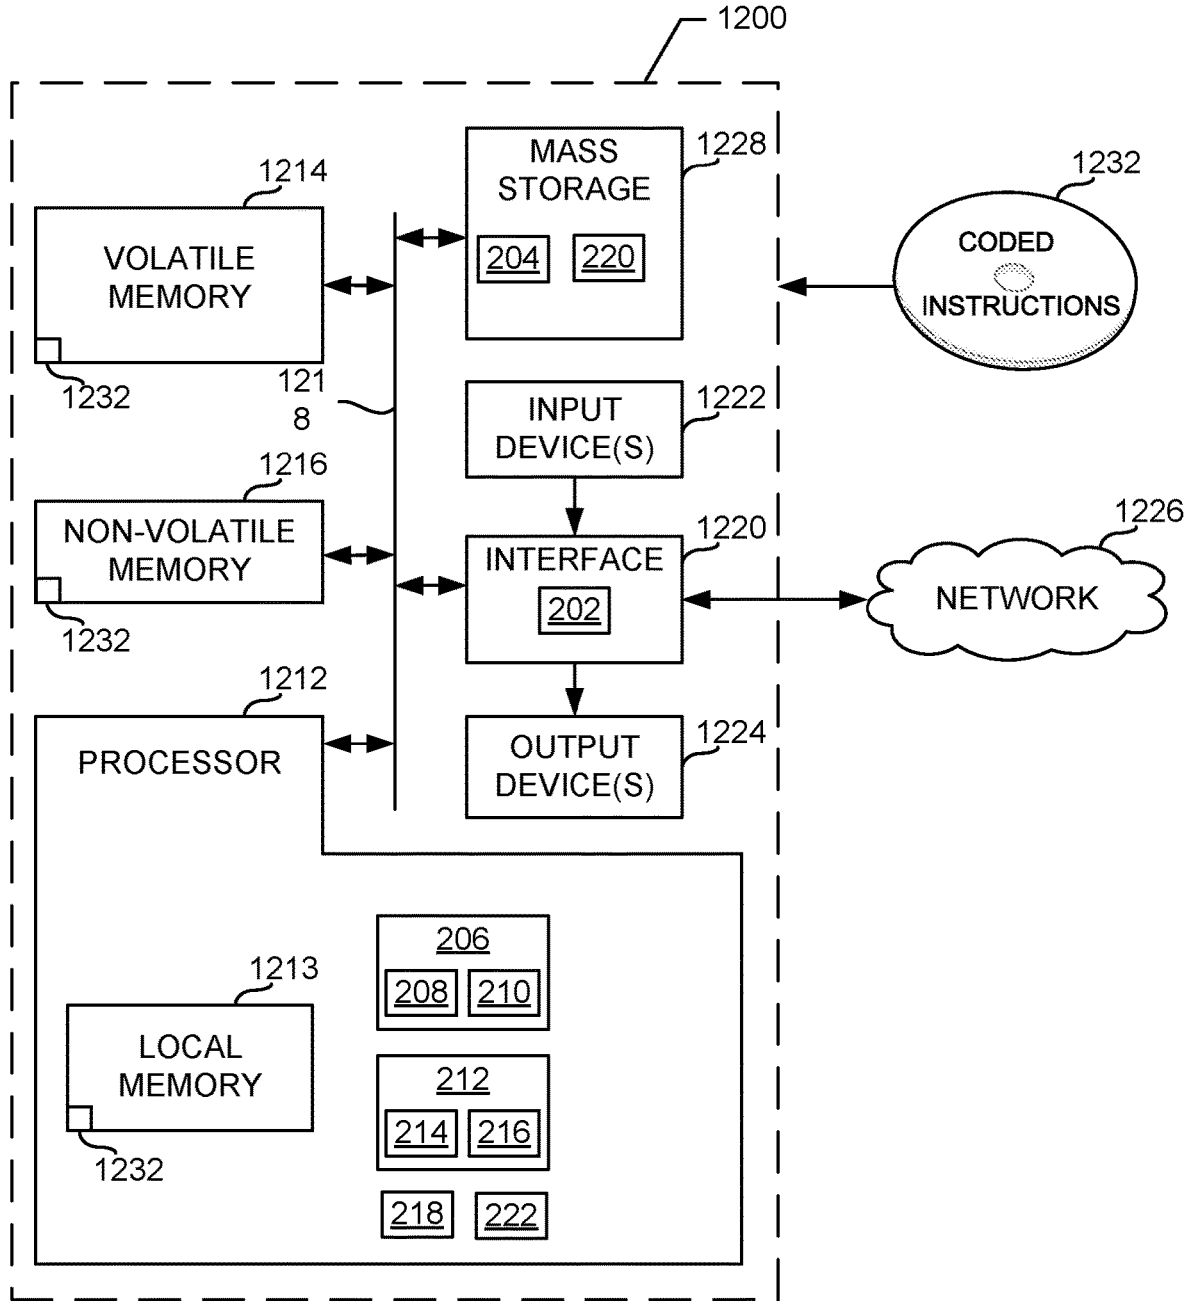 1200
MASS
STORAGE
1228
204
220
1214
VOLATILE
MEMORY
1232
1232
CODED
INSTRUCTIONS
121
8
INPUT
DEVICE(S)
1222
1216
NON-VOLATILE
MEMORY
1232
INTERFACE
202
1220
1226
NETWORK
1212
PROCESSOR
OUTPUT
DEVICE(S)
1224
206
208
210
1213
LOCAL
MEMORY
1232
212
214
216
218
222